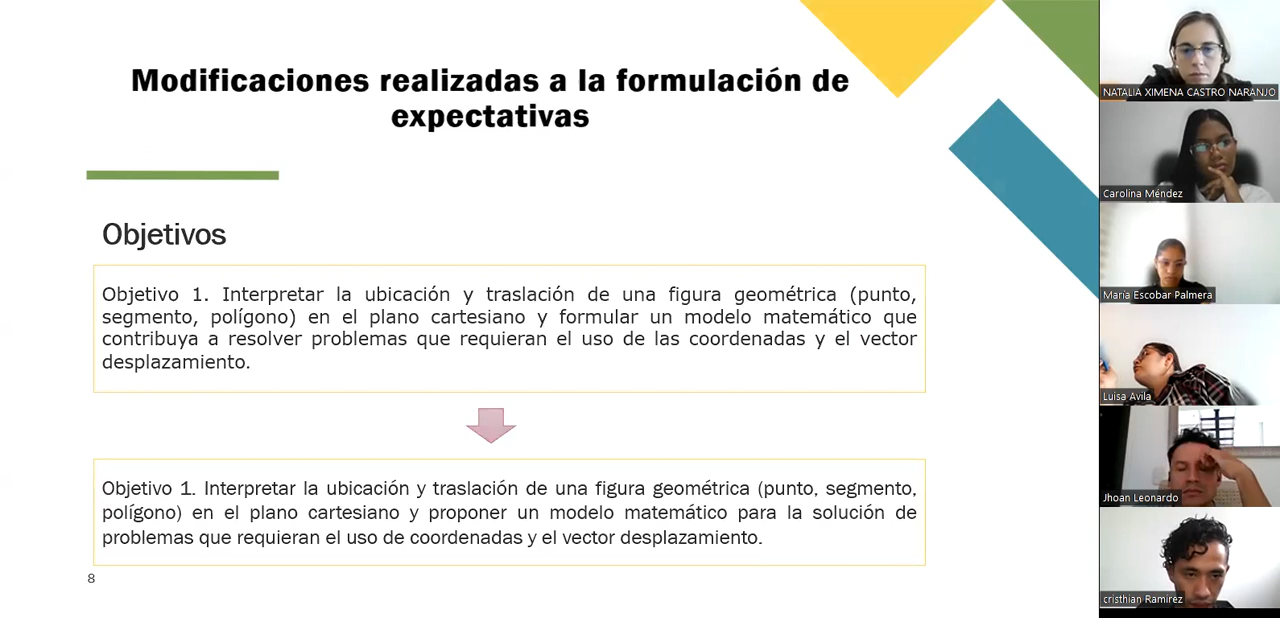 Modificaciones realizadas a la formulación de
expectativas
Objetivos
Objetivo 1. Interpretar la ubicación y traslación de una figura geométrica (punto,
segmento, polígono) en el plano cartesiano y formular un modelo matemático que
contribuya a resolver problemas que requieran el uso de las coordenadas y el vector
desplazamiento.
Objetivo 1. Interpretar la ubicación y traslación de una figura geométrica (punto, segmento,
polígono) en el plano cartesiano y proponer un modelo matemático para la solución de
problemas que requieran el uso de coordenadas y el vector desplazamiento.
8
NATALIA XIMENA CASTRO NARANJO
Carolina Méndez
María Escobar Palmera
Luisa Avila
Jhoan Leonardo
cristhian Ramirez